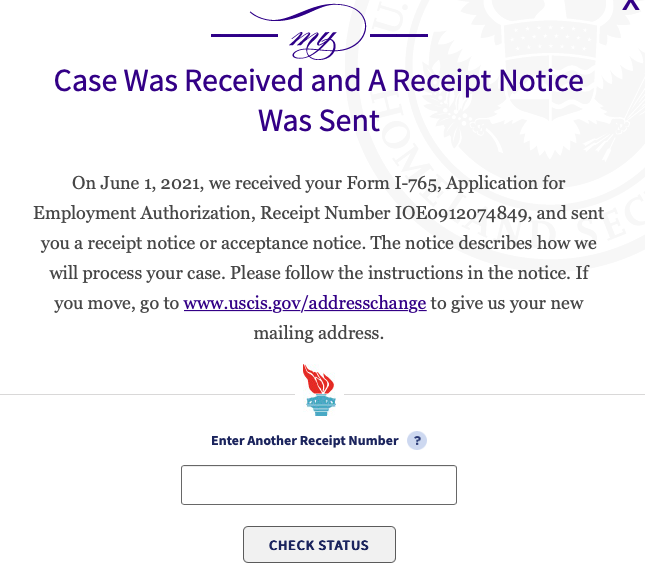 X
my
Case Was Received and A Receipt Notice
Was Sent
On June 1, 2021, we received your Form I-765, Application for
Employment Authorization, Receipt Number IOE0912074849, and sent
you a receipt notice or acceptance notice. The notice describes how we
will process your case. Please follow the instructions in the notice. If
you move, go to www.uscis.gov/addresschange to give us your new
mailing address.
Enter Another Receipt Number ?
CHECK STATUS
U.
HOMELAND SEC